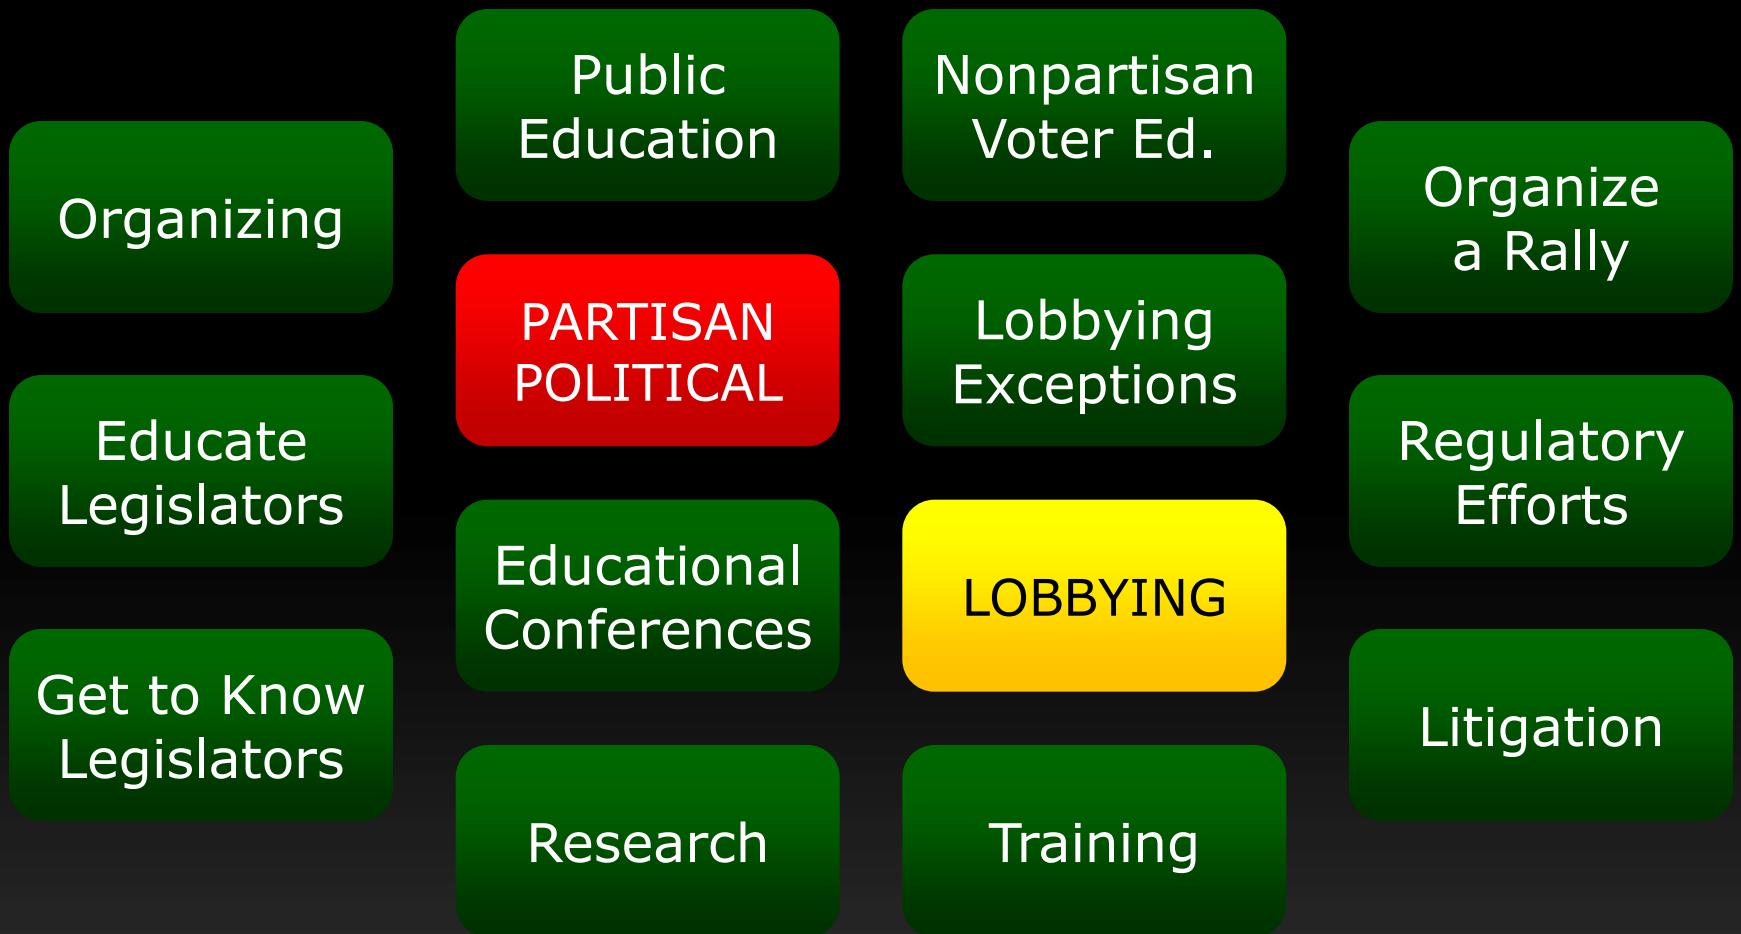 Public
Education
Nonpartisan
Voter Ed.
Organizing
Organize
a Rally
PARTISAN
POLITICAL
Lobbying
Exceptions
Educate
Legislators
Regulatory
Efforts
Educational
Conferences
LOBBYING
Get to Know
Legislators
Litigation
Research
Training